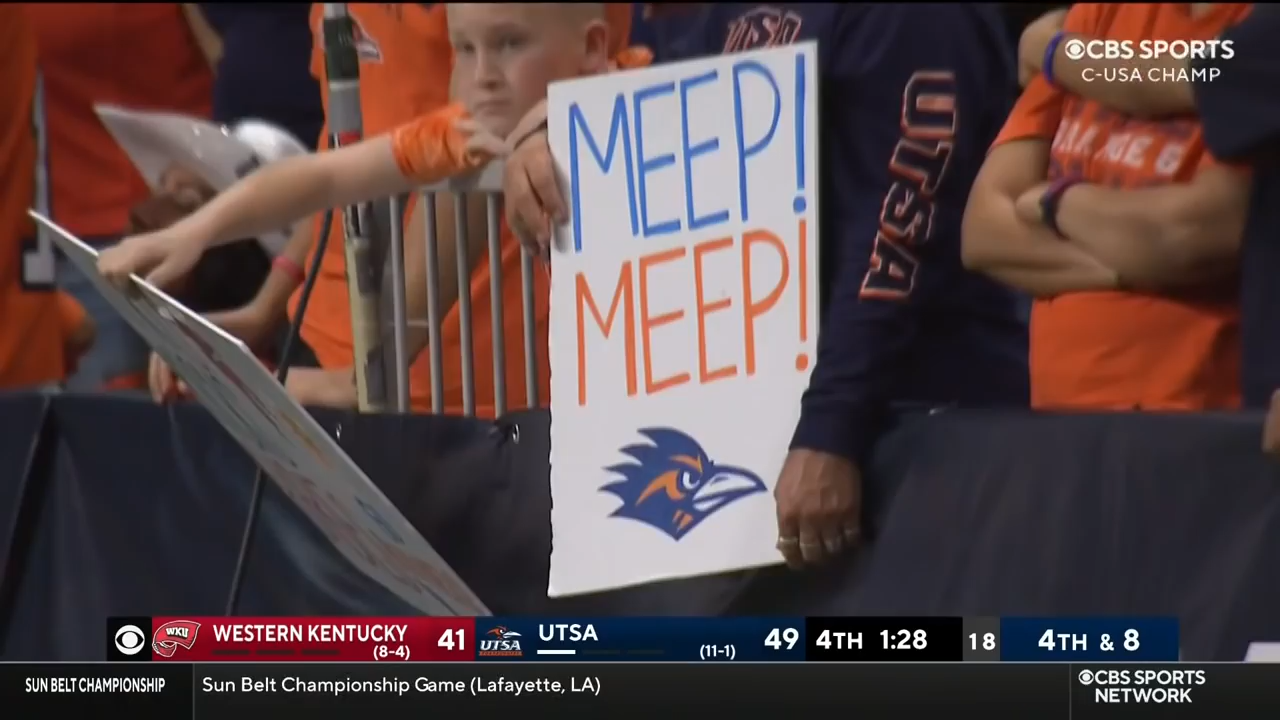 CBS SPORTS
C-USA CHAMP
UTSA
MEEP!
MEEP!
UTSA
WKU
WESTERN KENTUCKY
(8-4)
41
UTSA
UTSA
(11-1)
49
4TH 1:28
18
4TH & 8
SUN BELT CHAMPIONSHIP
Sun Belt Championship Game (Lafayette, LA)
CBS SPORTS
NETWORK